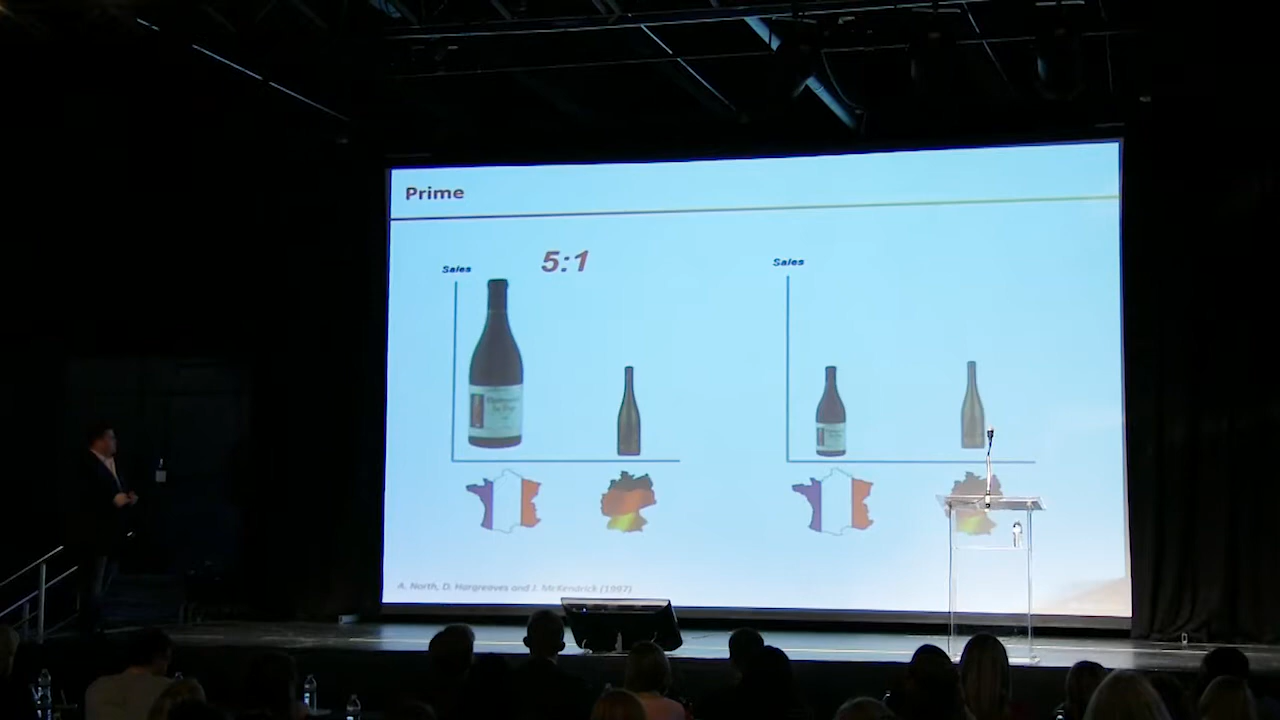 Prime
5:1
Sales
Sales
A. North, D. Hargreaves and J. McKendrick (1997)